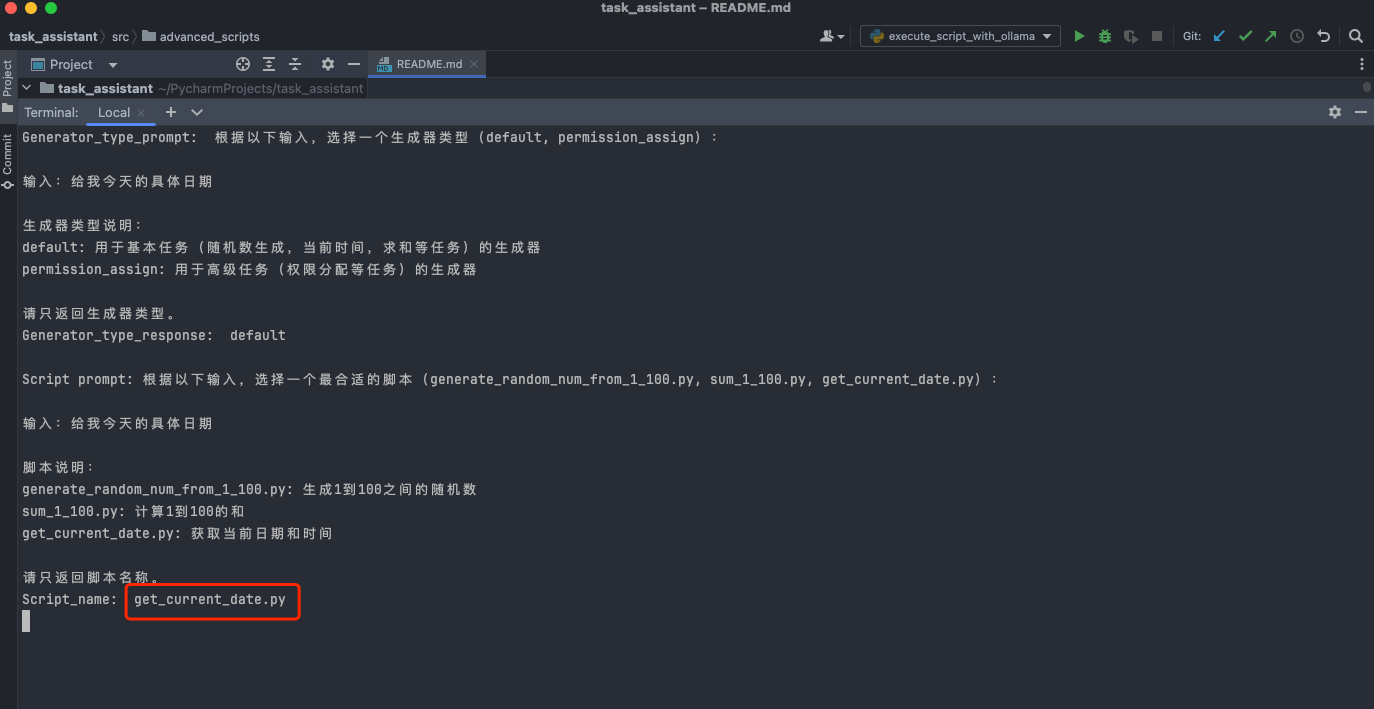 task_assistant – README.md
task_assistant 〉 src 〉 advanced_scripts
execute_script_with_ollama
Git:
Project
README.md
task_assistant ~/PycharmProjects/task_assistant
Project
Commit
Terminal: Local
Generator_type_prompt:  根据以下输入, 选择一个生成器类型 (default, permission_assign) :
输入: 给我今天的具体日期
生成器类型说明:
default: 用于基本任务 (随机数生成, 当前时间, 求和等任务) 的生成器
permission_assign: 用于高级任务 (权限分配等任务) 的生成器
请只返回生成器类型。
Generator_type_response:  default
Script prompt: 根据以下输入, 选择一个最合适的脚本 (generate_random_num_from_1_100.py, sum_1_100.py, get_current_date.py) :
输入: 给我今天的具体日期
脚本说明:
generate_random_num_from_1_100.py: 生成1到100之间的随机数
sum_1_100.py: 计算1到100的和
get_current_date.py: 获取当前日期和时间
请只返回脚本名称。
Script_name:  get_current_date.py